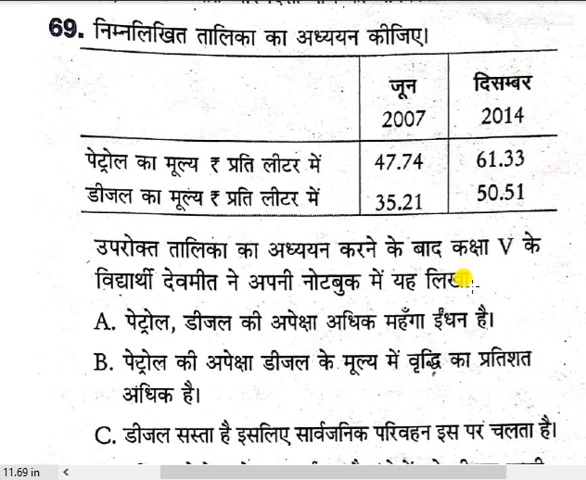 69. निम्नलिखित तालिका का अध्ययन कीजिए।
जून दिसम्बर
2007 2014
पेट्रोल का मूल्य ₹ प्रति लीटर में 47.74 61.33
डीजल का मूल्य ₹ प्रति लीटर में 35.21 50.51
उपरोक्त तालिका का अध्ययन करने के बाद कक्षा V के
विद्यार्थी देवमीत ने अपनी नोटबुक में यह लिखा
A. पेट्रोल, डीजल की अपेक्षा अधिक महँगा ईंधन है।
B. पेट्रोल की अपेक्षा डीजल के मूल्य में वृद्धि का प्रतिशत
अधिक है।
C. डीजल सस्ता है इसलिए सार्वजनिक परिवहन इस पर चलता है।
11.69 in